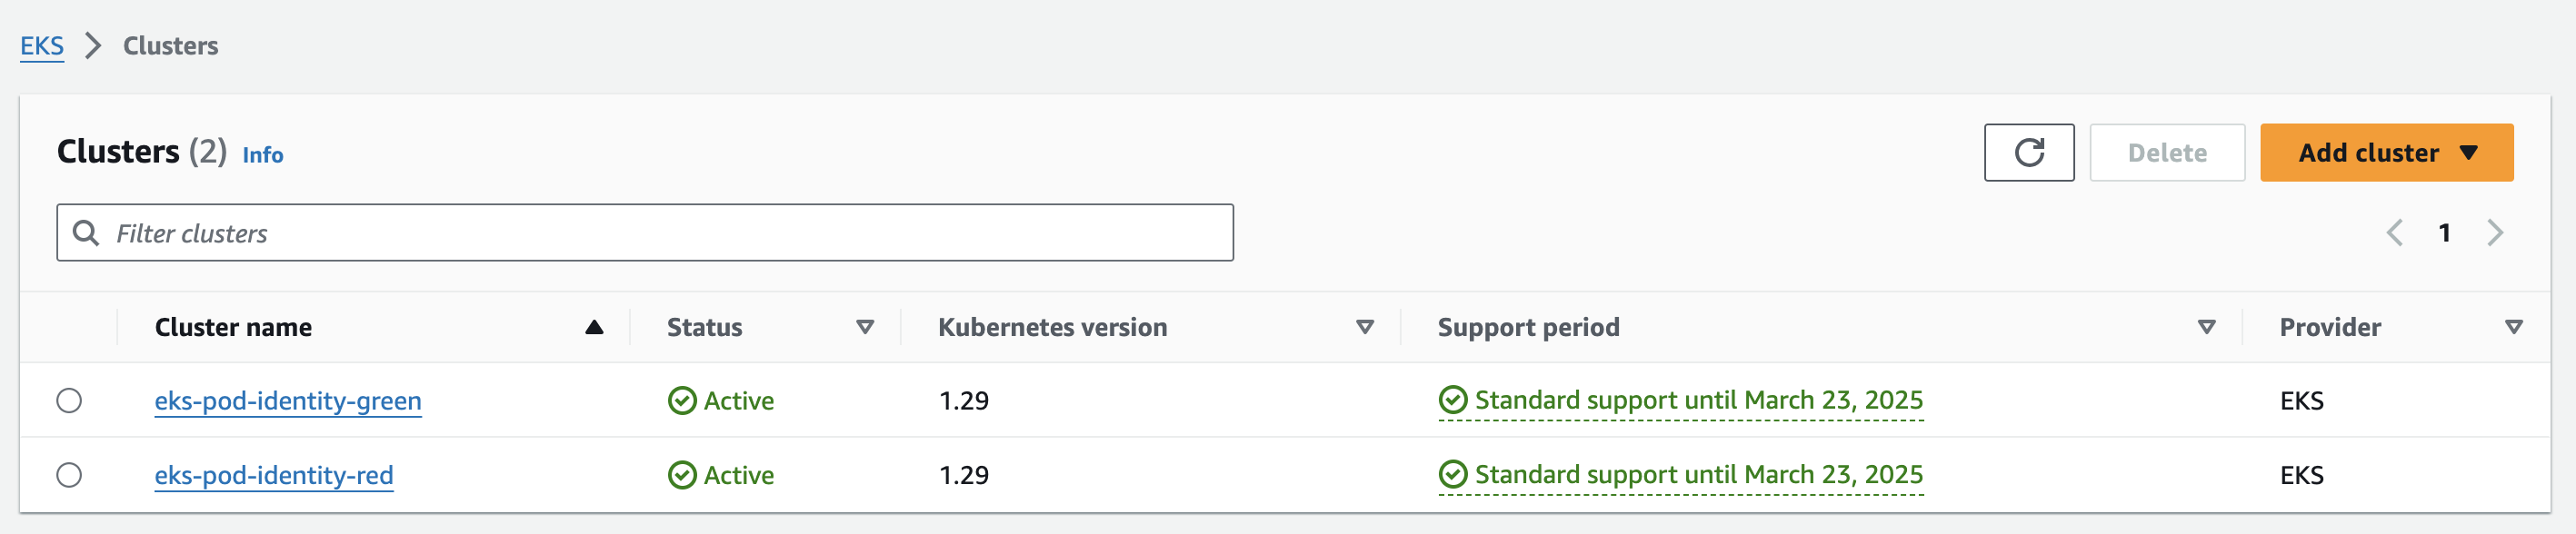 EKS > Clusters
Clusters (2) Info
Delete
Add cluster
Filter clusters
1
Cluster name Status Kubernetes version Support period Provider
eks-pod-identity-green Active 1.29 Standard support until March 23, 2025 EKS
eks-pod-identity-red Active 1.29 Standard support until March 23, 2025 EKS